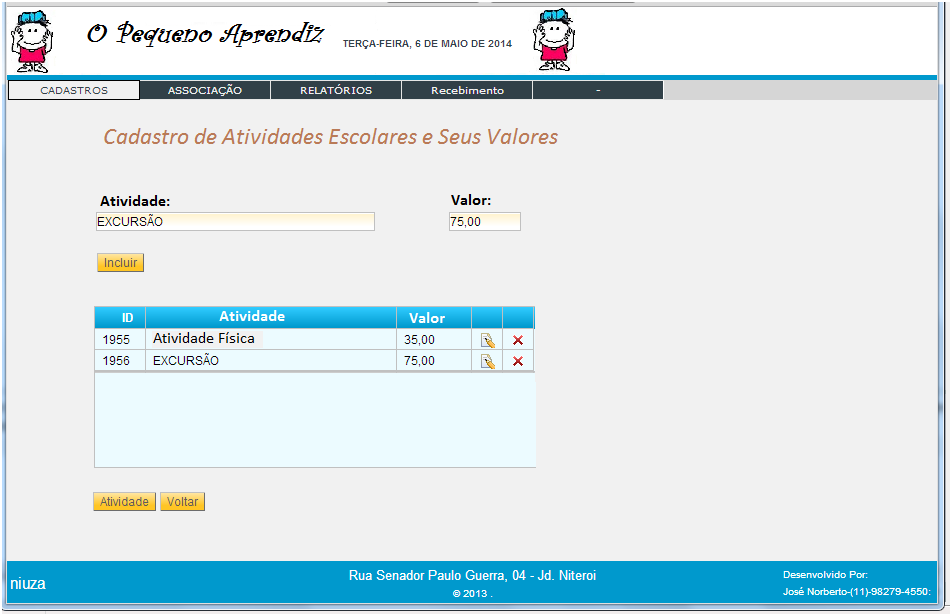 O Pequeno Aprendiz
TERÇA-FEIRA, 6 DE MAIO DE 2014
CADASTROS ASSOCIAÇÃO RELATÓRIOS Recebimento -
Cadastro de Atividades Escolares e Seus Valores
Atividade: Valor:
EXCURSÃO 75,00
Incluir
ID Atividade Valor
1955 Atividade Física 35,00
1956 EXCURSÃO 75,00
Atividade Voltar
niuza
Rua Senador Paulo Guerra, 04 - Jd. Niteroi
© 2013 .
Desenvolvido Por:
José Norberto-(11)-98279-4550: